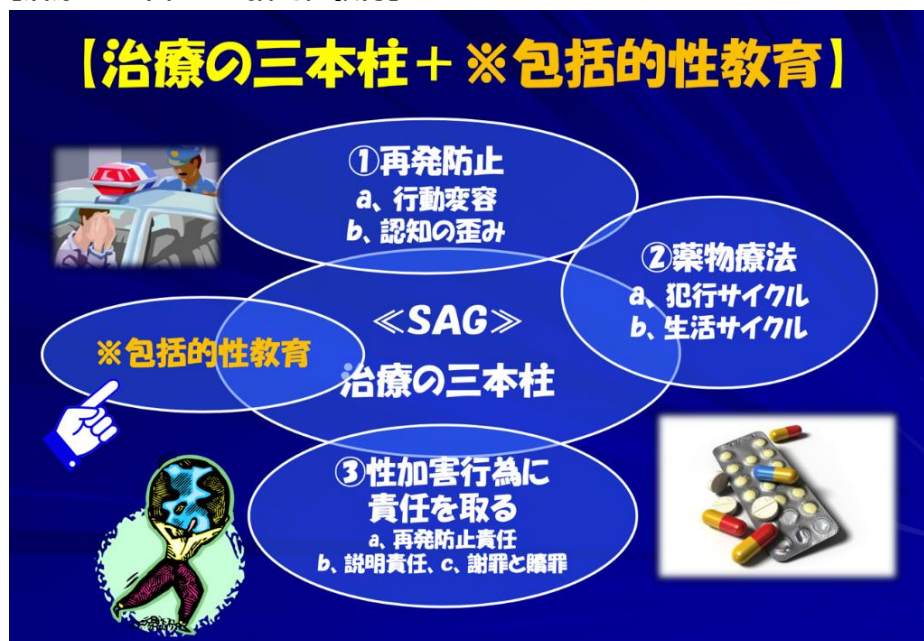 【治療の三本柱＋※包括的性教育】
①再発防止
a、行動変容
b、認知の歪み
②薬物療法
a、犯行サイクル
b、生活サイクル
≪SAG≫
治療の三本柱
※包括的性教育
③性加害行為に
責任を取る
a、再発防止責任
b、説明責任、c、謝罪と贖罪